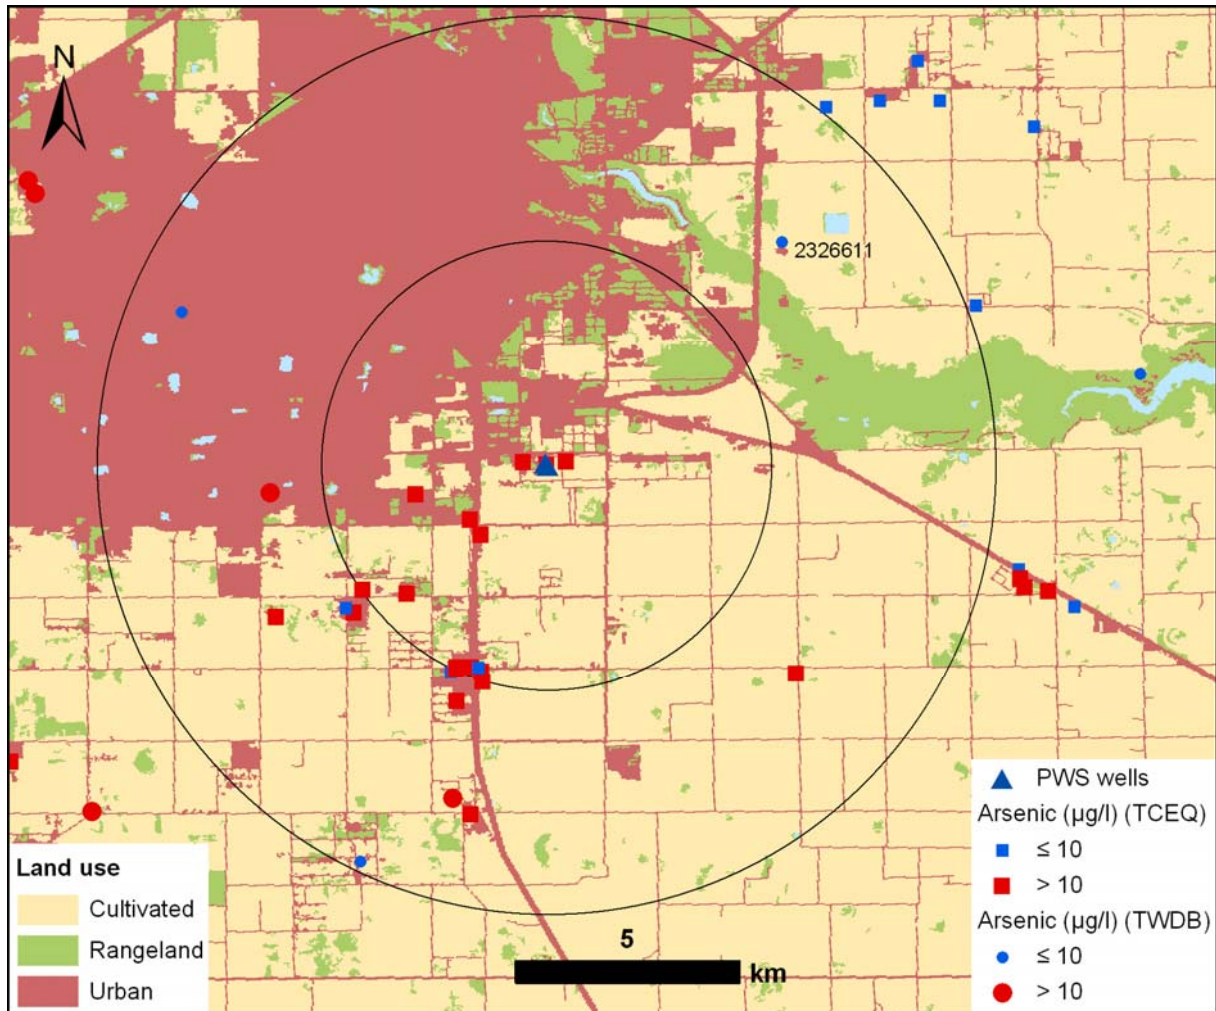 N
2326611
PWS wells
Arsenic (µg/l) (TCEQ)
≤ 10
> 10
Arsenic (µg/l) (TWDB)
≤ 10
> 10
Land use
Cultivated
Rangeland
Urban
5
km